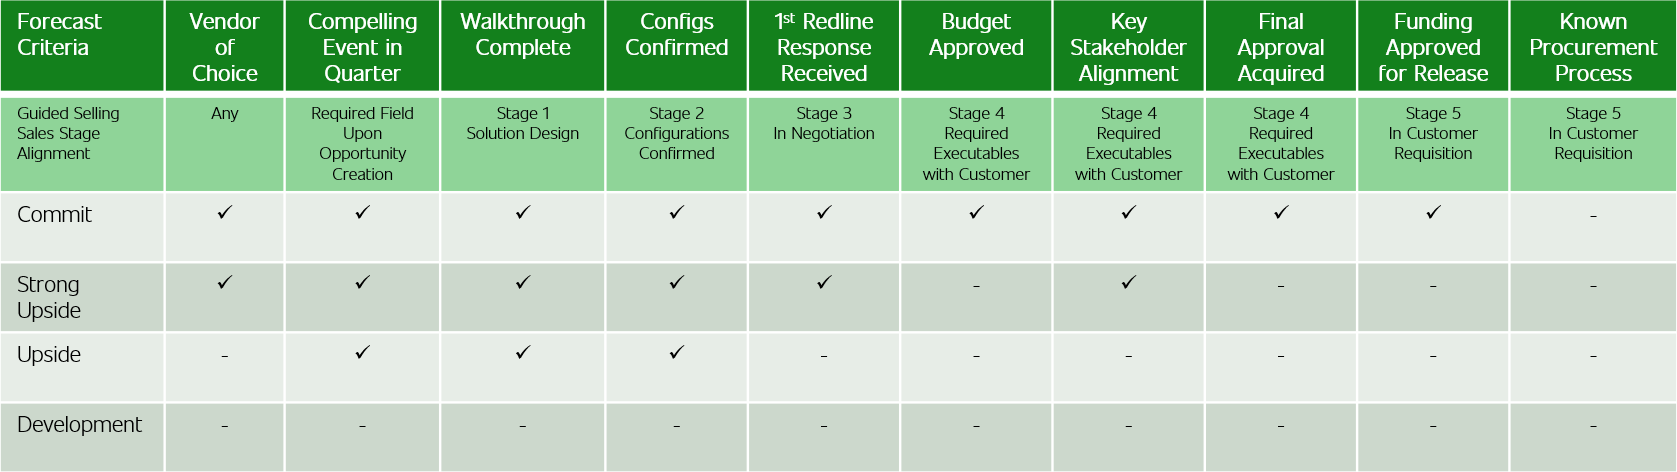 Forecast
Criteria
Vendor
of
Choice
Compelling
Event in
Quarter
Walkthrough
Complete
Configs
Confirmed
1st Redline
Response
Received
Budget
Approved
Key
Stakeholder
Alignment
Final
Approval
Acquired
Funding
Approved
for Release
Known
Procurement
Process
Guided Selling
Sales Stage
Alignment
Any
Required Field
Upon
Opportunity
Creation
Stage 1
Solution Design
Stage 2
Configurations
Confirmed
Stage 3
In Negotiation
Stage 4
Required
Executables
with Customer
Stage 4
Required
Executables
with Customer
Stage 4
Required
Executables
with Customer
Stage 5
In Customer
Requisition
Stage 5
In Customer
Requisition
Commit ✓ ✓ ✓ ✓ ✓ ✓ ✓ ✓ ✓ -
Strong
Upside
✓ ✓ ✓ ✓ ✓ - ✓ - - -
Upside - ✓ ✓ ✓ - - - - - -
Development - - - - - - - - - -